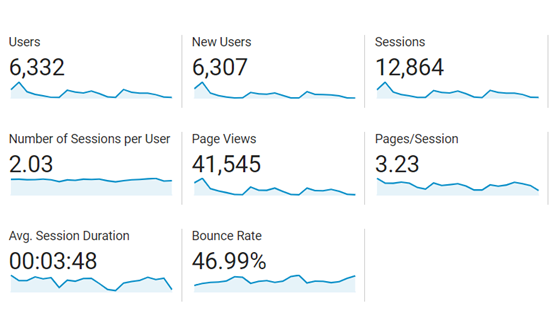 Users
6,332
New Users
6,307
Sessions
12,864
Number of Sessions per User
2.03
Page Views
41,545
Pages/Session
3.23
Avg. Session Duration
00:03:48
Bounce Rate
46.99%